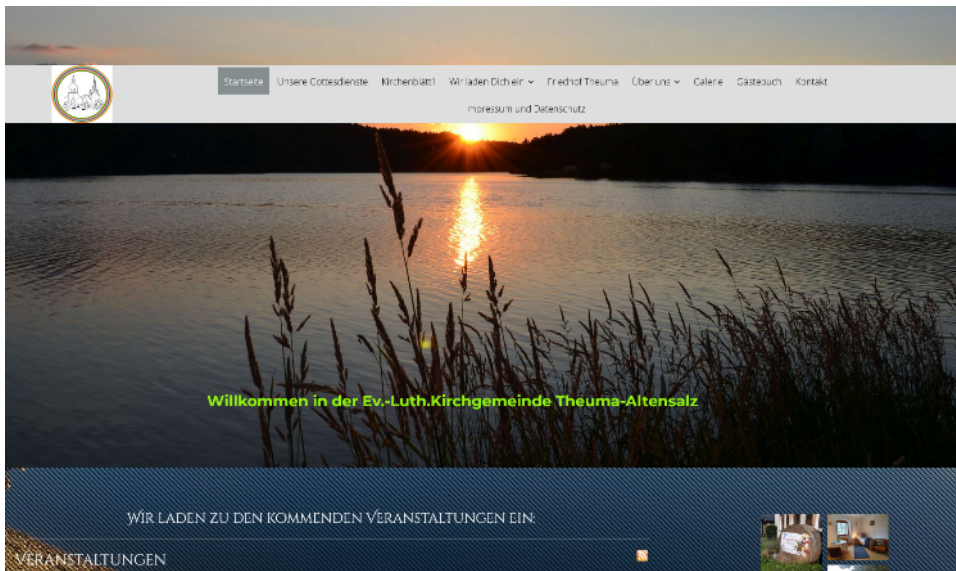 Startseite Unsere Gottesdienste Kirchenblätt'l Wir laden Dich ein Friedhof Theuma Über uns Galerie Gästebuch Kontakt
Impressum und Datenschutz
Willkommen in der Ev.-Luth.Kirchgemeinde Theuma-Altensalz
Wir laden zu den kommenden Veranstaltungen ein:
Veranstaltungen